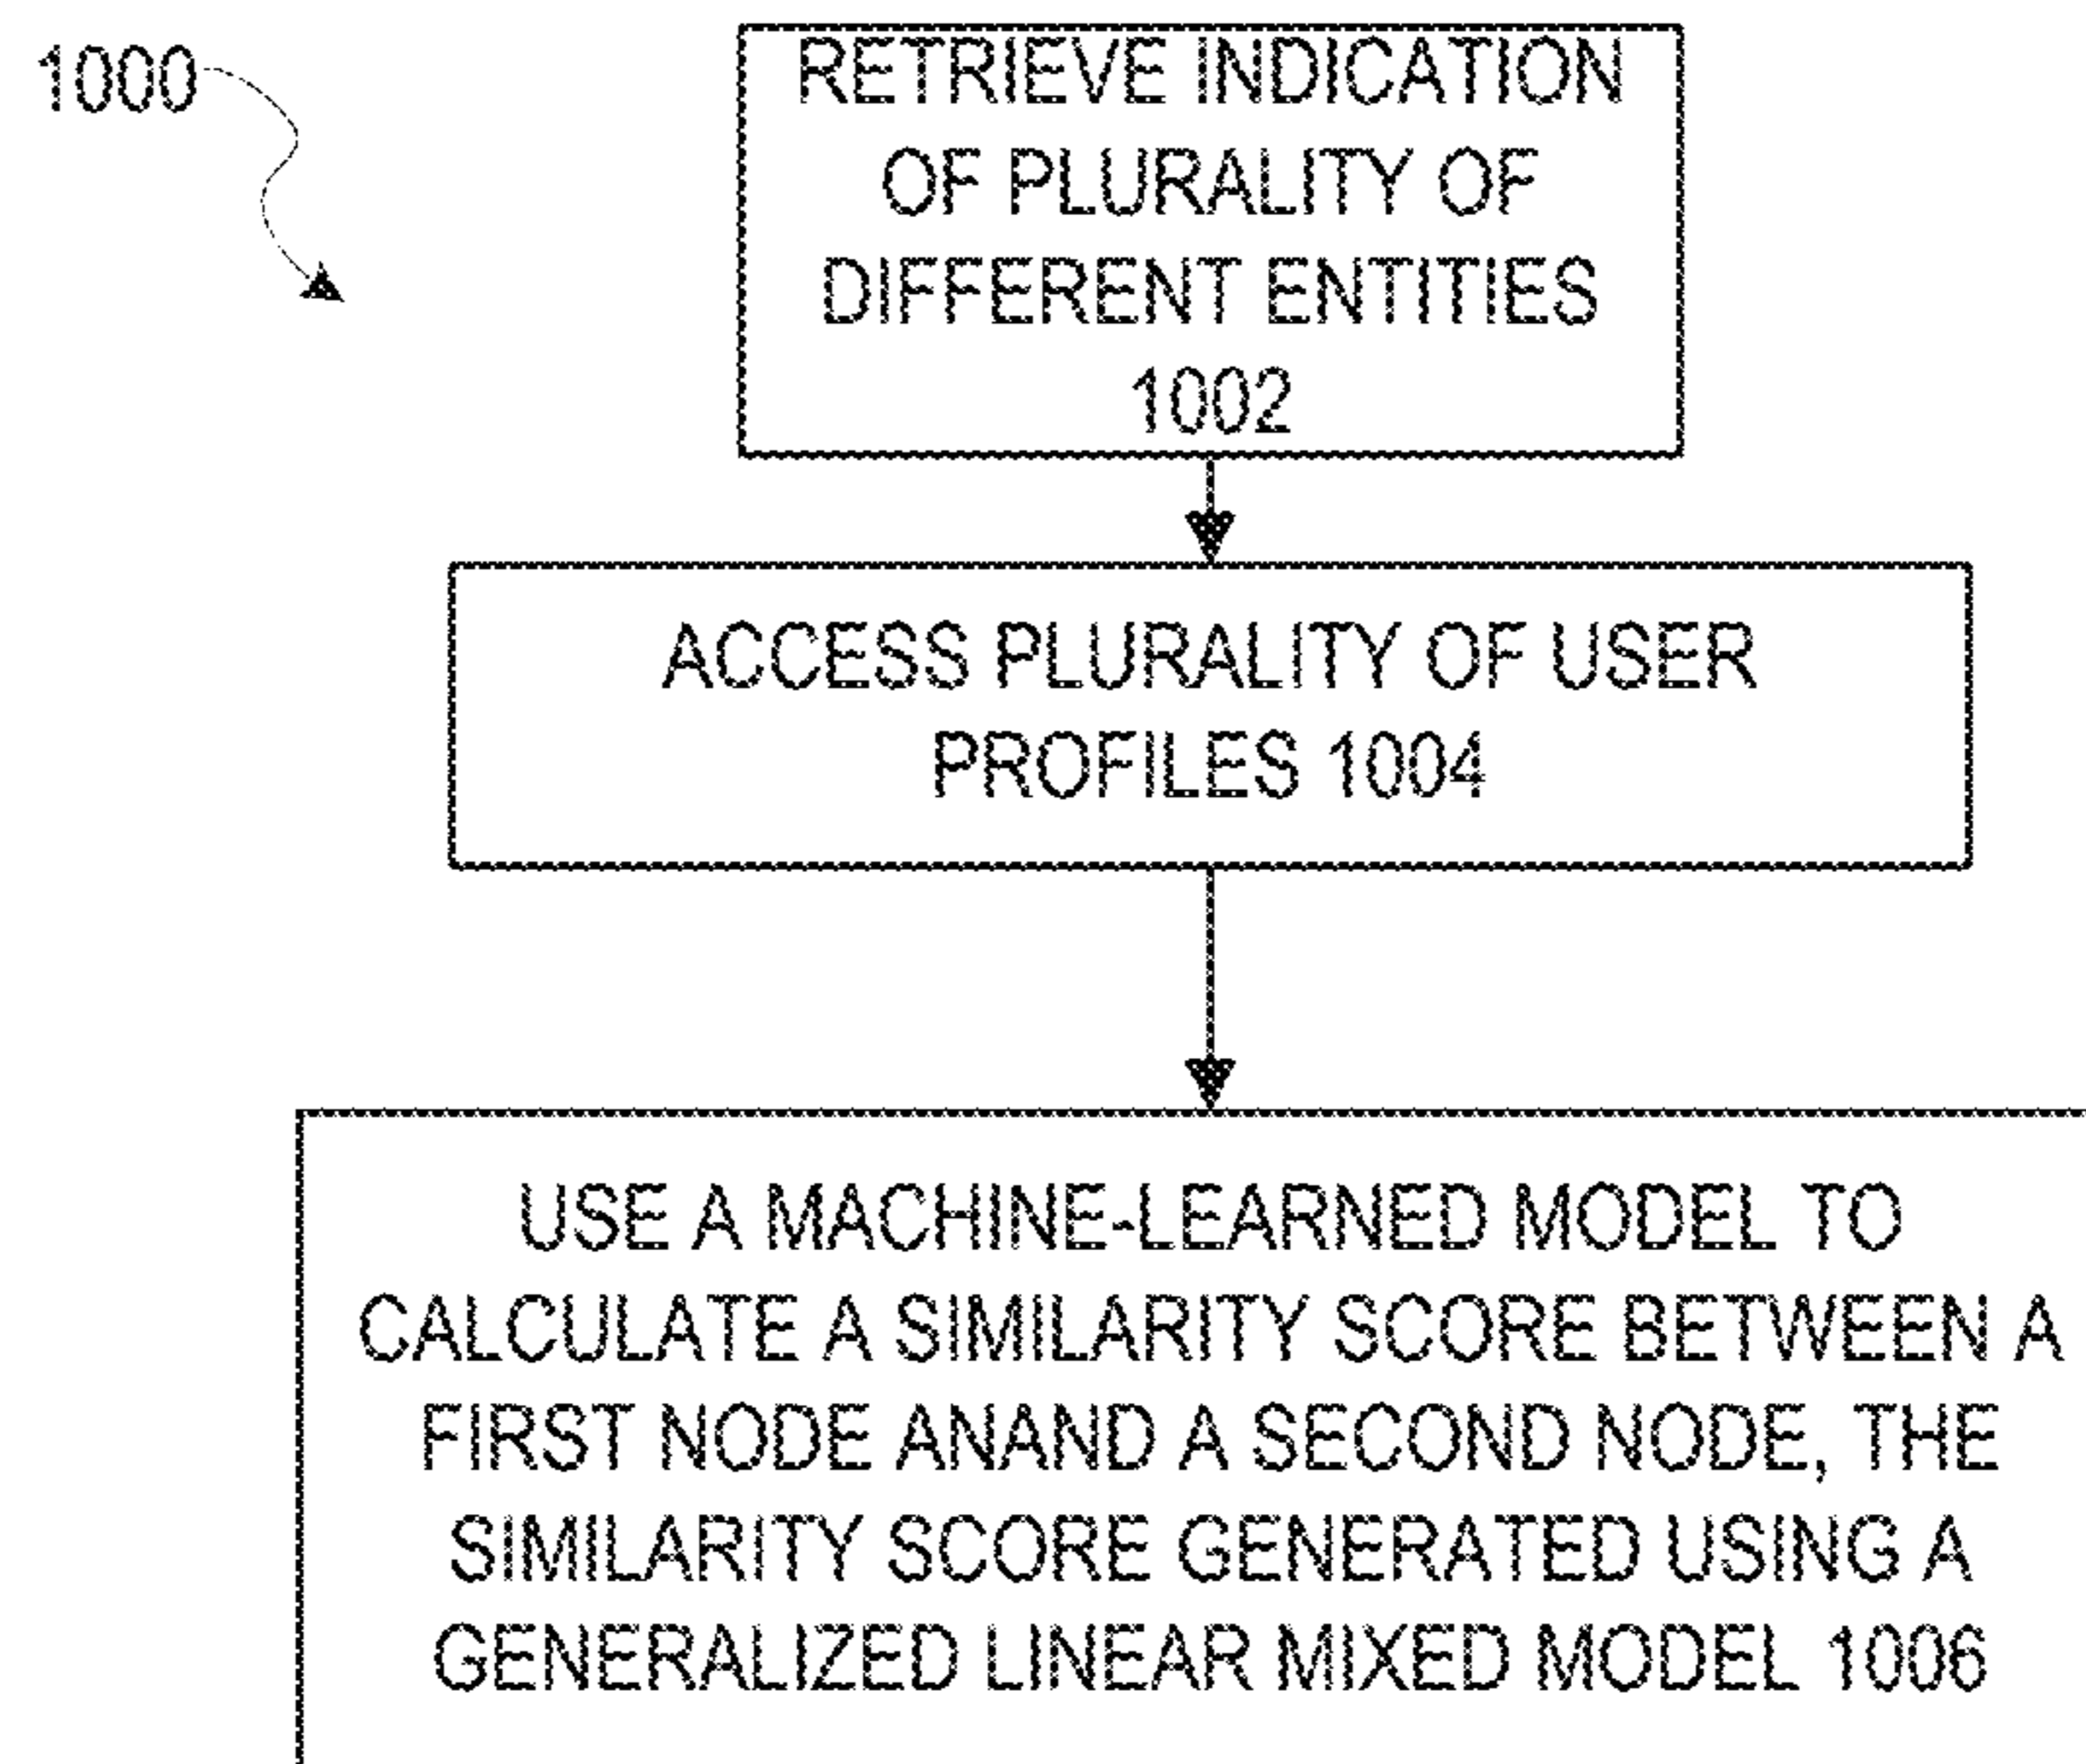 1000
RETRIEVE INDICATION
OF PLURALITY OF
DIFFERENT ENTITIES
1002
ACCESS PLURALITY OF USER
PROFILES 1004
USE A MACHINE-LEARNED MODEL TO
CALCULATE A SIMILARITY SCORE BETWEEN A
FIRST NODE ANAND A SECOND NODE, THE
SIMILARITY SCORE GENERATED USING A
GENERALIZED LINEAR MIXED MODEL 1006